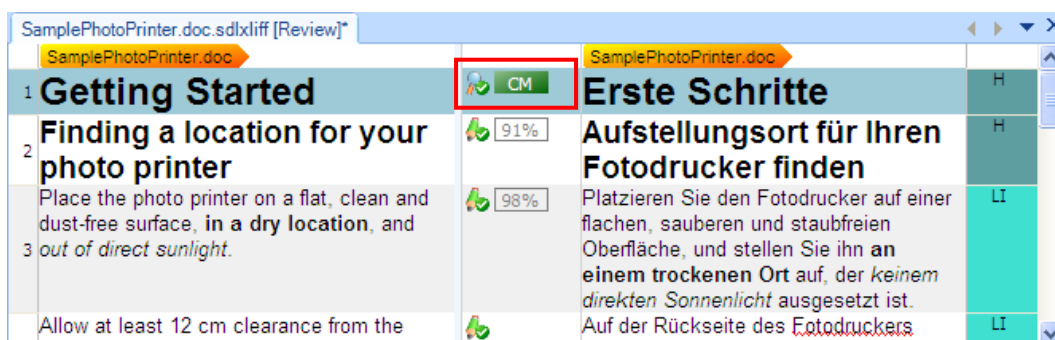 SamplePhotoPrinter.doc.sdlxliff [Review]*
SamplePhotoPrinter.doc
SamplePhotoPrinter.doc
1 Getting Started
CM
Erste Schritte
H
2 Finding a location for your
photo printer
91%
Aufstellungsort für Ihren
Fotodrucker finden
H
Place the photo printer on a flat, clean and
dust-free surface, in a dry location, and
3 out of direct sunlight.
98%
Platzieren Sie den Fotodrucker auf einer
flachen, sauberen und staubfreien
Oberfläche, und stellen Sie ihn an
einem trockenen Ort auf, der keinem
direkten Sonnenlicht ausgesetzt ist.
LI
Allow at least 12 cm clearance from the
Auf der Rückseite des Fotodruckers
LI